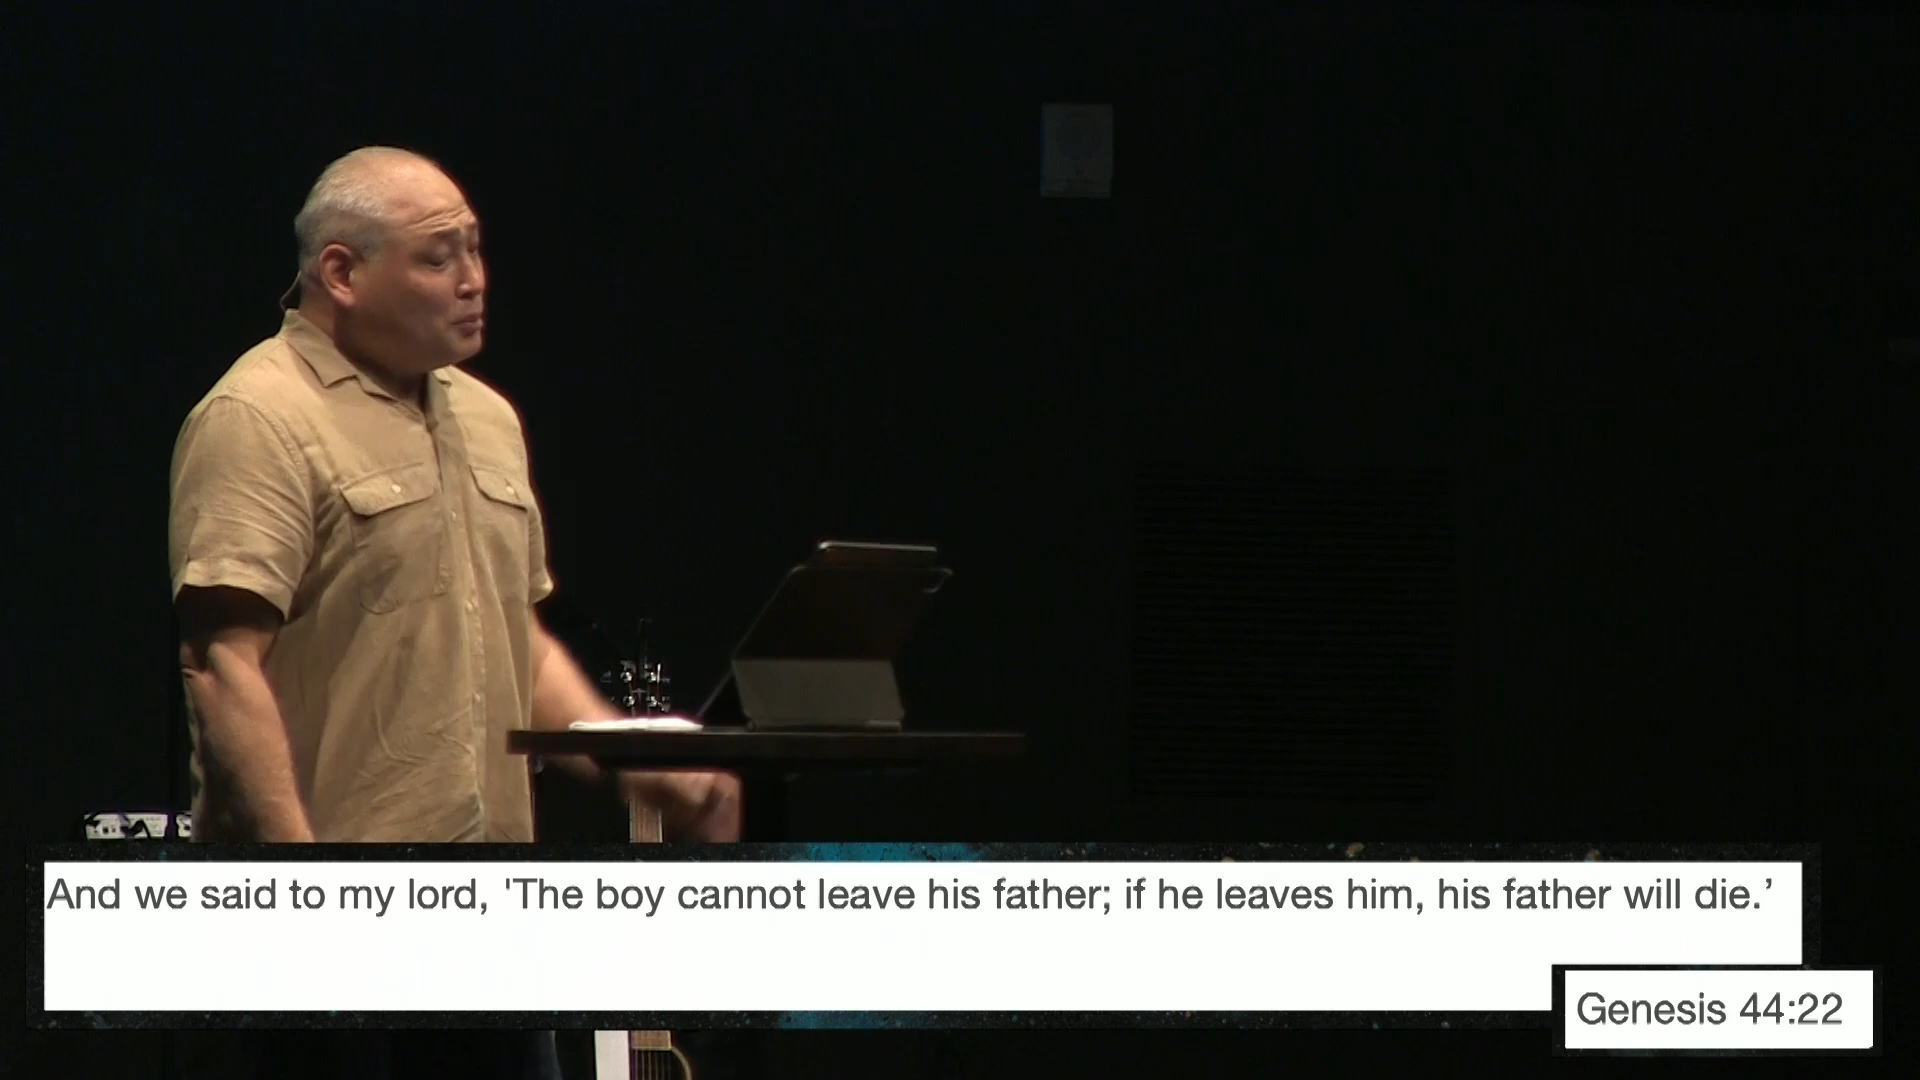 And we said to my lord, 'The boy cannot leave his father; if he leaves him, his father will die.’
Genesis 44:22